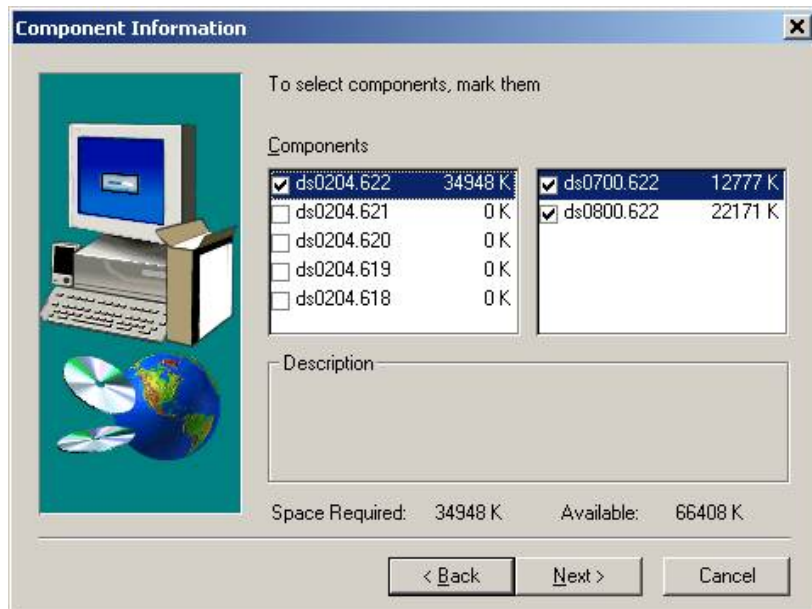 Component Information
To select components, mark them
Components
ds0204.622 34948 K
ds0204.621 0 K
ds0204.620 0 K
ds0204.619 0 K
ds0204.618 0 K
ds0700.622 12777 K
ds0800.622 22171 K
Description
Space Required: 34948 K Available: 66408 K
< Back Next > Cancel